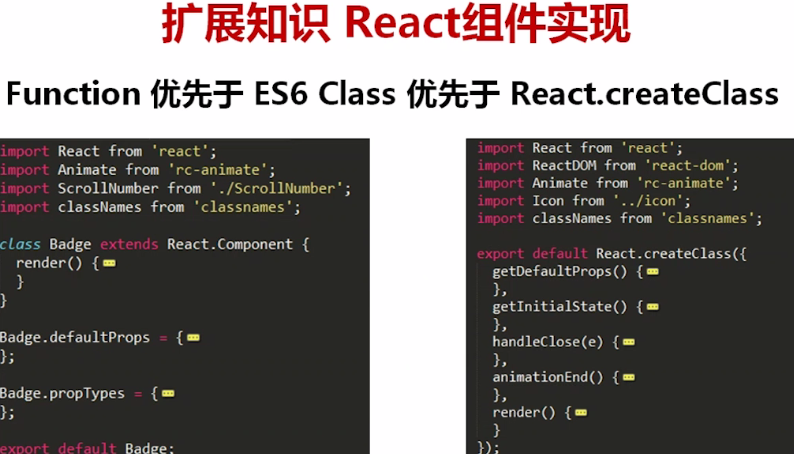 扩展知识 React组件实现
Function 优先于 ES6 Class 优先于 React.createClass
import React from 'react';
import Animate from 'rc-animate';
import ScrollNumber from './ScrollNumber';
import classNames from 'classnames';
class Badge extends React.Component {
render() {
}
}
Badge.defaultProps = {
};
Badge.propTypes = {
};
export default Badge;
import React from 'react';
import ReactDOM from 'react-dom';
import Animate from 'rc-animate';
import Icon from '../icon';
import classNames from 'classnames';
export default React.createClass({
getDefaultProps() {
},
getInitialState() {
},
handleClose(e) {
},
animationEnd() {
},
render() {
}
});